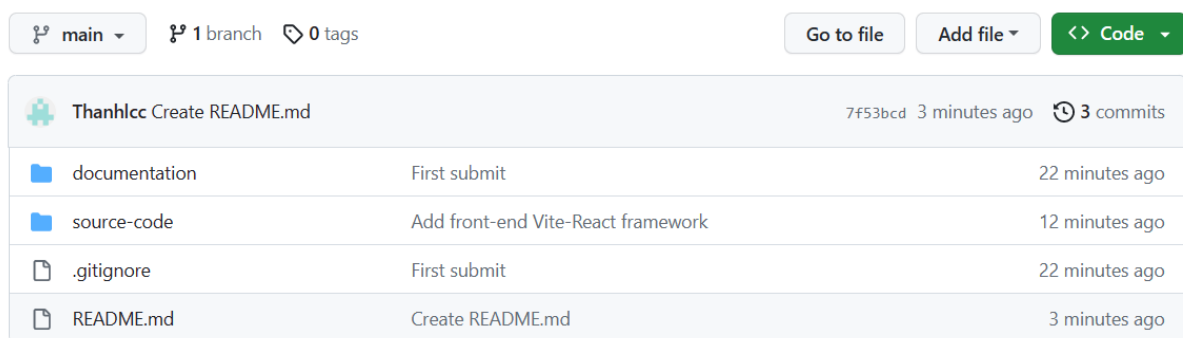 main 1 branch 0 tags Go to file Add file Code
Thanhlcc Create README.md 7f53bcd 3 minutes ago 3 commits
documentation First submit 22 minutes ago
source-code Add front-end Vite-React framework 12 minutes ago
.gitignore First submit 22 minutes ago
README.md Create README.md 3 minutes ago